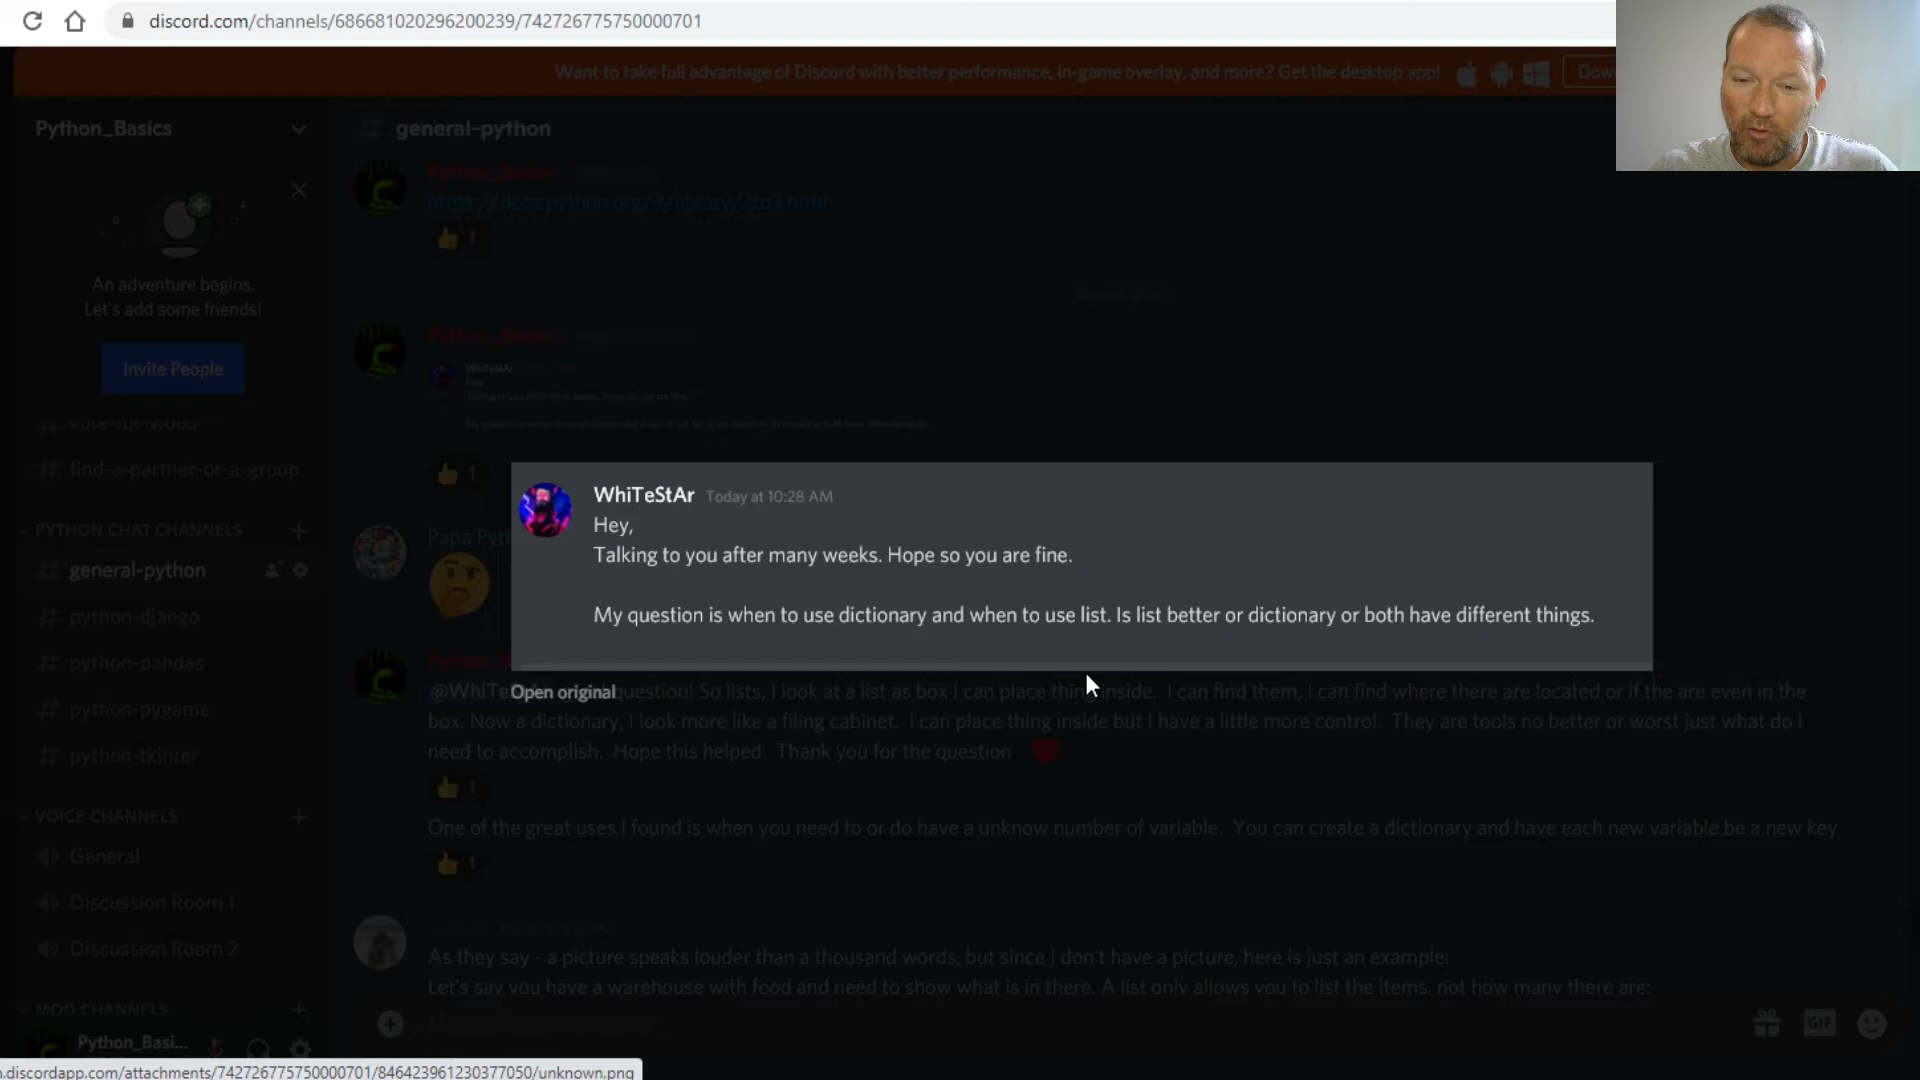 discord.com/channels/686681020296200239/742726775750000701
Want to take full advantage of Discord with better performance, in-game overlay, and more? Get the desktop app!
Python_Basics
general-python
An adventure begins.
Let's add some friends!
Invite People
vote-for-video
find-a-partner-or-a-group
PYTHON CHAT CHANNELS
general-python
python-django
python-pandas
python-pygame
python-tkinter
VOICE CHANNELS
General
Discussion Room 1
Discussion Room 2
MOD CHANNELS
Python_Basi...
1
1
WhiTeStAr Today at 10:28 AM
Hey,
Talking to you after many weeks. Hope so you are fine.
My question is when to use dictionary and when to use list. Is list better or dictionary or both have different things.
Open original
question! So lists, I look at a list as box I can place thing inside. I can find them, I can find where there are located or if the are even in the
box. Now a dictionary, I look more like a filing cabinet. I can place thing inside but I have a little more control. They are tools no better or worst just what do I
need to accomplish. Hope this helped. Thank you for the question
1
One of the great uses I found is when you need to or do have a unknow number of variable. You can create a dictionary and have each new variable be a new key
1
As they say - a picture speaks louder than a thousand words, but since I don't have a picture, here is just an example:
Let's say you have a warehouse with food and need to show what is in there. A list only allows you to list the items, not how many there are:
GIF
.discordapp.com/attachments/742726775750000701/846423961230377050/unknown.png